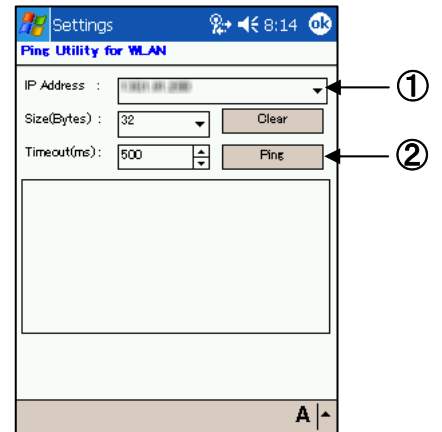 Settings 8:14 ok
Ping Utility for WLAN
IP Address :
①
Size(Bytes) : 32 Clear
Timeout(ms): 500 Ping
②
A